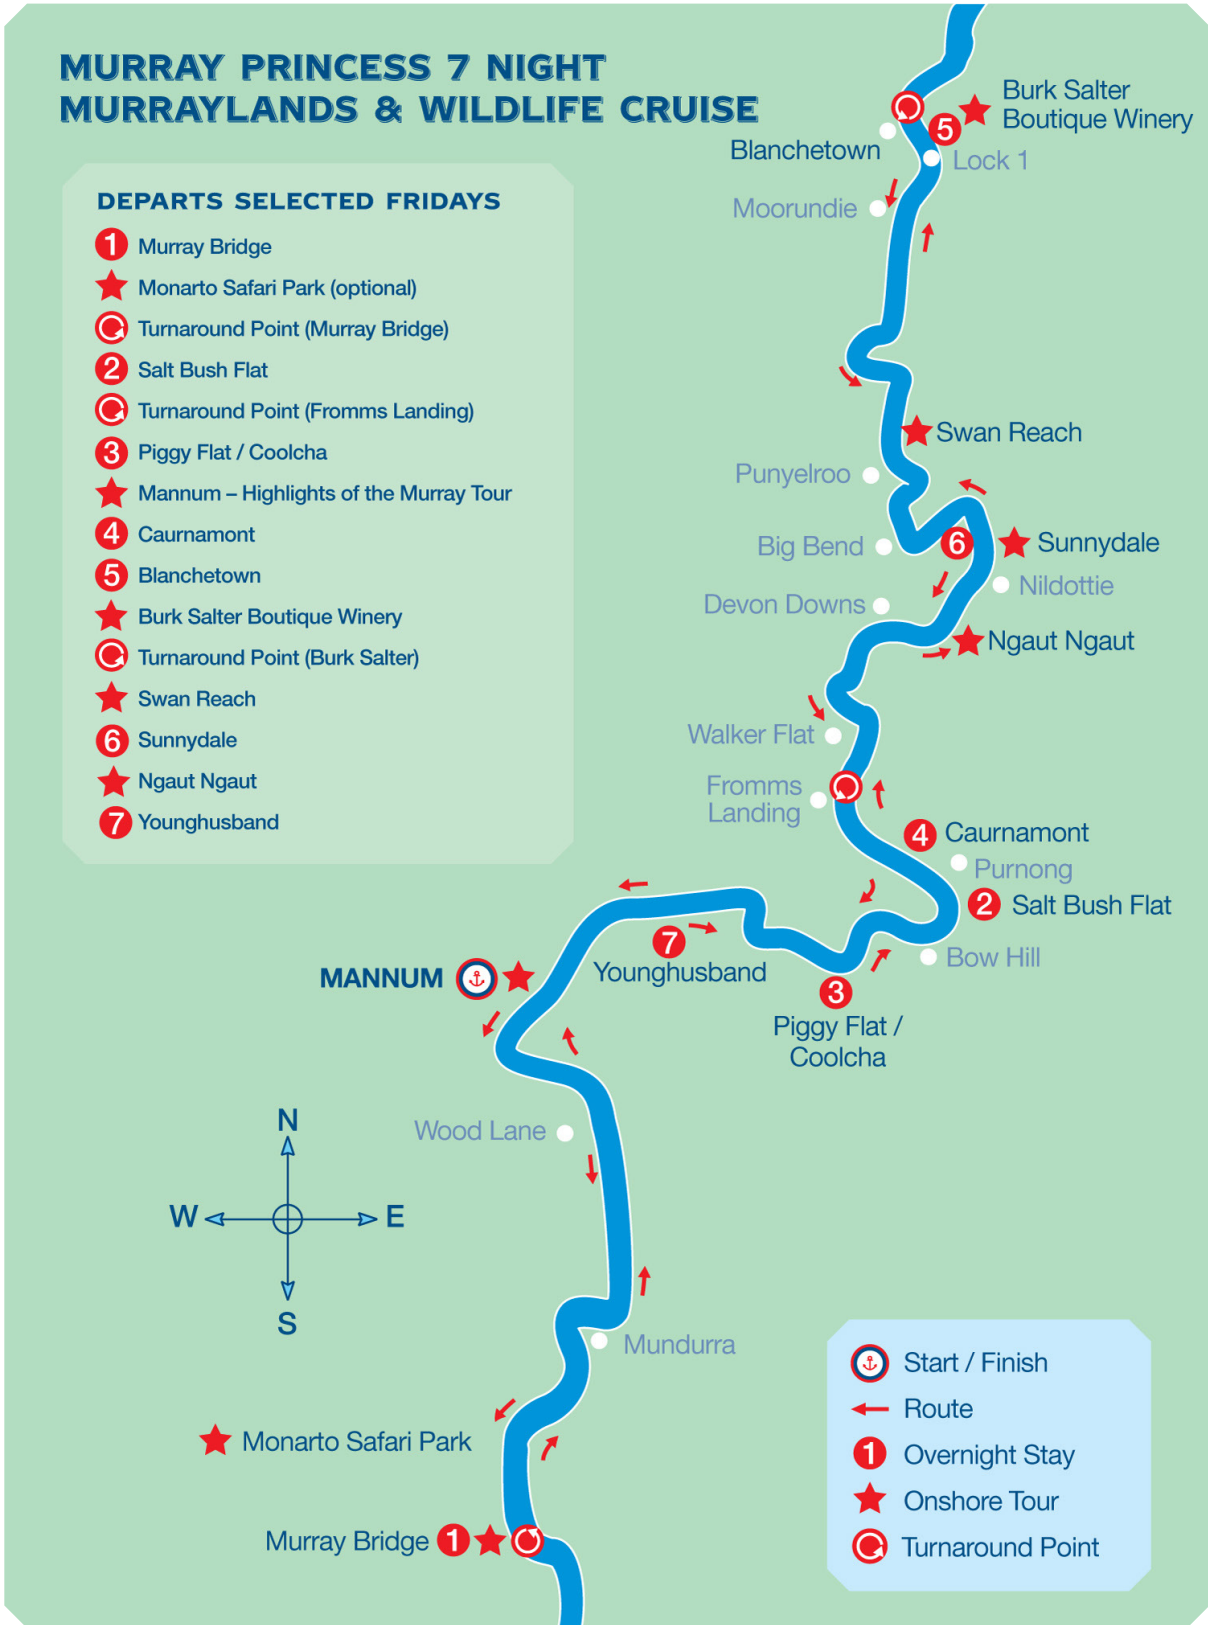 MURRAY PRINCESS 7 NIGHT
MURRAYLANDS & WILDLIFE CRUISE
DEPARTS SELECTED FRIDAYS
1 Murray Bridge
Monarto Safari Park (optional)
Turnaround Point (Murray Bridge)
2 Salt Bush Flat
Turnaround Point (Fromms Landing)
3 Piggy Flat / Coolcha
Mannum – Highlights of the Murray Tour
4 Caurnamont
5 Blanchetown
Burk Salter Boutique Winery
Turnaround Point (Burk Salter)
Swan Reach
6 Sunnydale
Ngaut Ngaut
7 Younghusband
Burk Salter
Boutique Winery
5
Blanchetown
Lock 1
Moorundie
Swan Reach
Punyelroo
Big Bend
6
Sunnydale
Nildottie
Devon Downs
Ngaut Ngaut
Walker Flat
Fromms
Landing
4 Caurnamont
Purnong
2 Salt Bush Flat
Bow Hill
7
Younghusband
MANNUM
3
Piggy Flat /
Coolcha
Wood Lane
N
W E
S
Mundurra
Monarto Safari Park
Murray Bridge 1
Start / Finish
Route
1 Overnight Stay
Onshore Tour
Turnaround Point